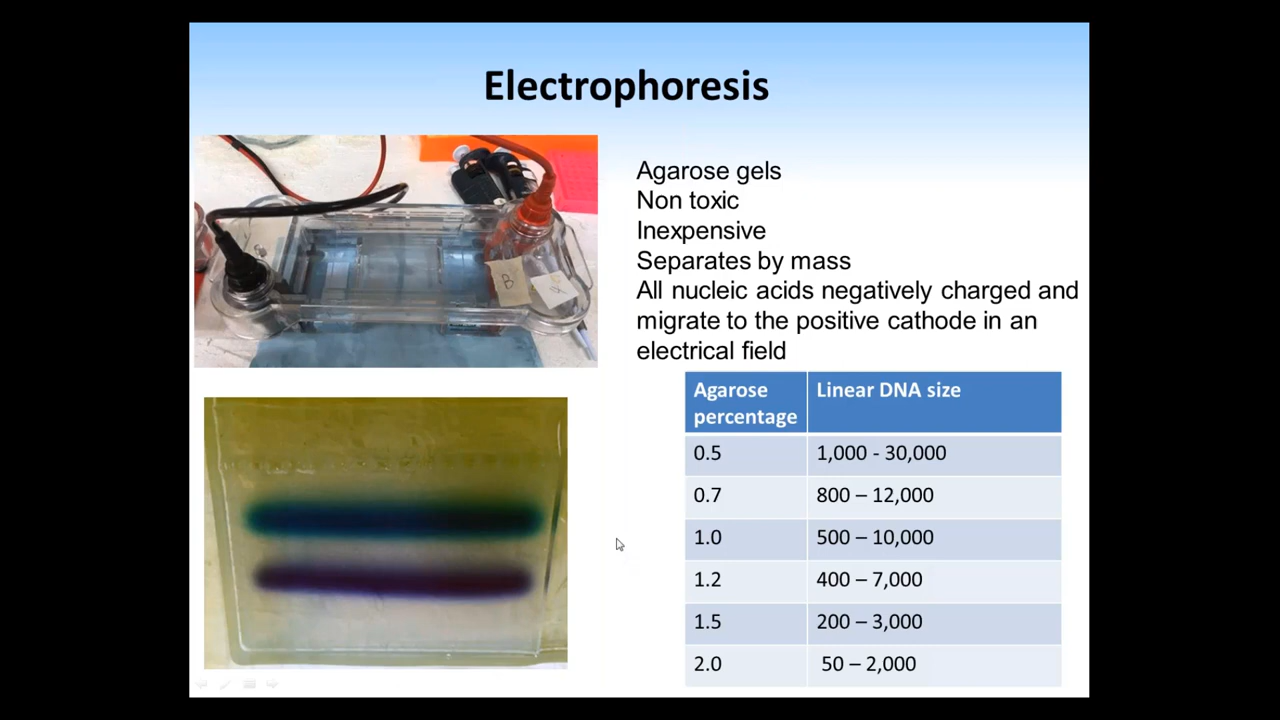 Electrophoresis
Agarose gels
Non toxic
Inexpensive
Separates by mass
All nucleic acids negatively charged and
migrate to the positive cathode in an
electrical field
B
Agarose percentage Linear DNA size
0.5 1,000 - 30,000
0.7 800 – 12,000
1.0 500 – 10,000
1.2 400 – 7,000
1.5 200 – 3,000
2.0 50 – 2,000